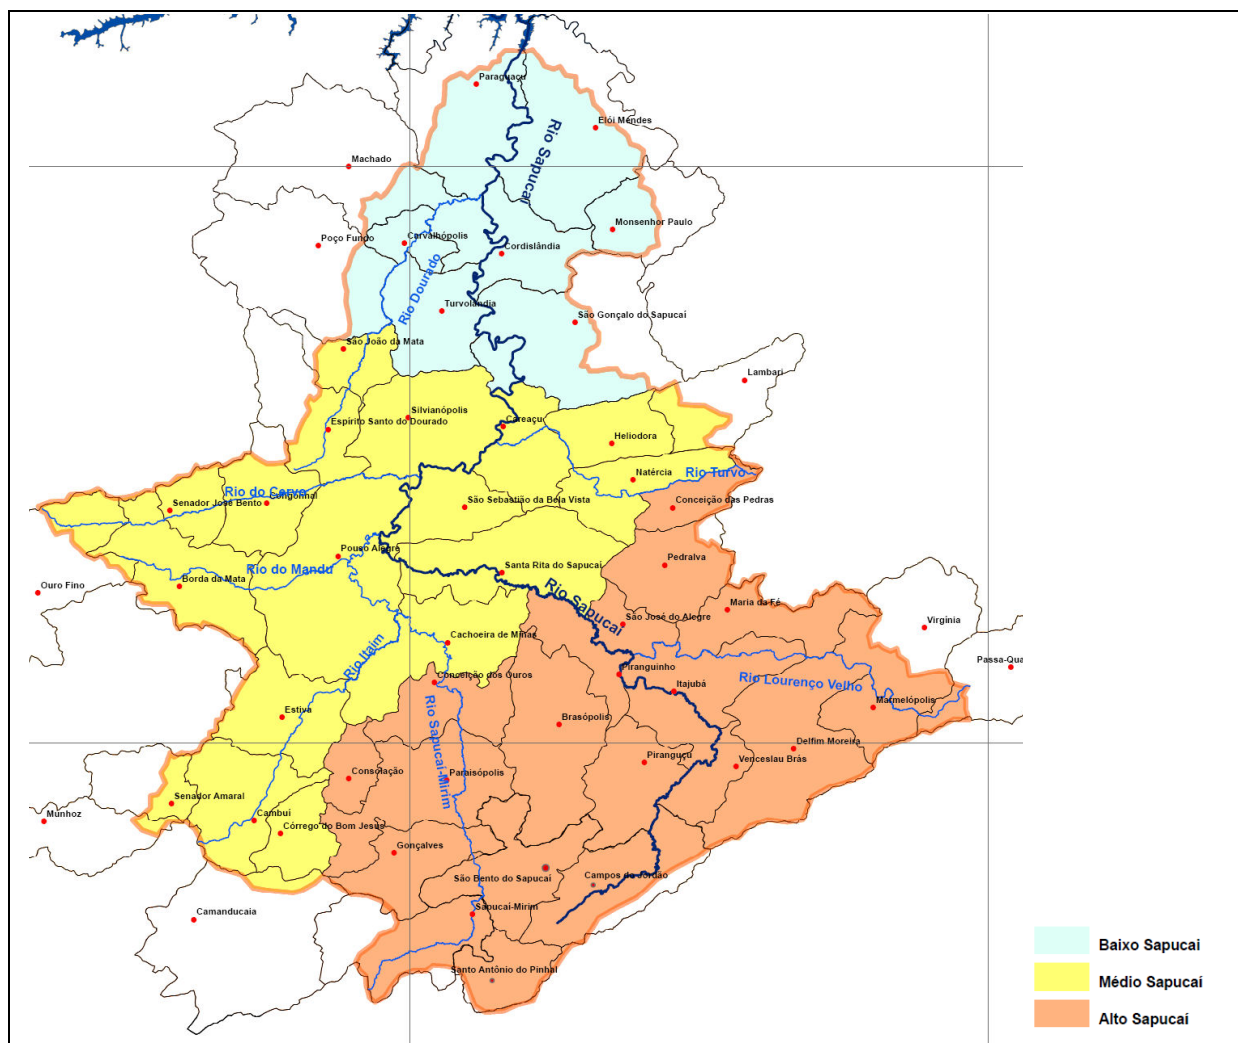 Paraguaçu
Elói Mendes
Rio Sapucaí
Machado
Monsenhor Paulo
Poço Fundo
Carvalhópolis
Cordislândia
Rio Dourado
Turvolândia
São Gonçalo do Sapucaí
São João da Mata
Lambari
Silvianópolis
Espírito Santo do Dourado
Careaçu
Heliodora
Natércia
Rio Turvo
Rio do Cervo
Congonhal
Senador José Bento
São Sebastião da Bela Vista
Conceição das Pedras
Pouso Alegre
Rio do Mandu
Santa Rita do Sapucaí
Pedralva
Ouro Fino
Borda da Mata
Rio Sapucaí
Maria da Fé
São José do Alegre
Virgínia
Cachoeira de Minas
Rio Itaim
Passa-Qua
Conceição dos Ouros
Piranguinho
Itajubá
Rio Lourenço Velho
Marmelópolis
Estiva
Brasópolis
Rio Sapucaí-Mirim
Delfim Moreira
Piranguçu
Venceslau Brás
Consolação
Paraisópolis
Senador Amaral
Munhoz
Cambuí
Córrego do Bom Jesus
Gonçalves
São Bento do Sapucaí
Campos do Jordão
Camanducaia
Sapucaí-Mirim
Santo Antônio do Pinhal
Baixo Sapucai
Médio Sapucaí
Alto Sapucaí